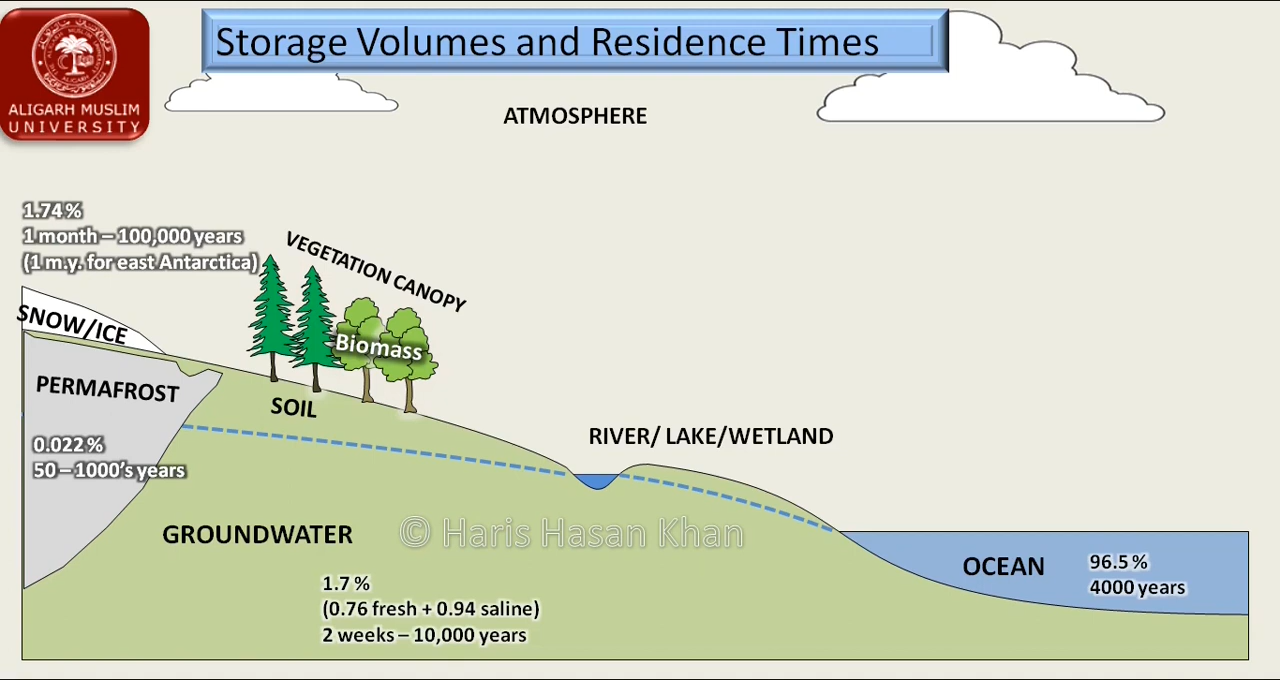 ALIGARH MUSLIM
UNIVERSITY
Storage Volumes and Residence Times
ATMOSPHERE
1.74%
1 month – 100,000 years
(1 m.y. for east Antarctica)
VEGETATION CANOPY
SNOW/ICE
Biomass
PERMAFROST
SOIL
0.022%
50 – 1000's years
RIVER/ LAKE/WETLAND
GROUNDWATER
© Haris Hasan Khan
1.7 %
(0.76 fresh + 0.94 saline)
2 weeks – 10,000 years
OCEAN
96.5 %
4000 years